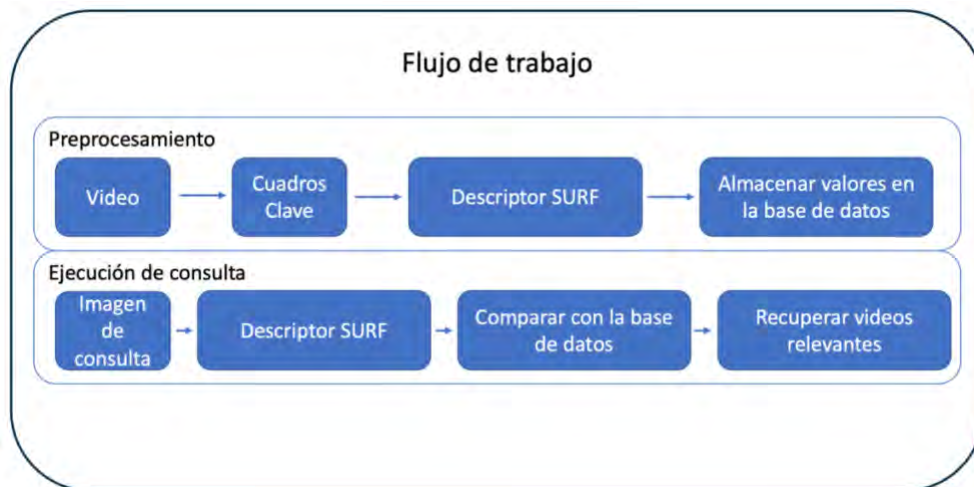 Flujo de trabajo
Preprocesamiento
Video
Cuadros
Clave
Descriptor SURF
Almacenar valores en
la base de datos
Ejecución de consulta
Imagen
de
consulta
Descriptor SURF
Comparar con la base
de datos
Recuperar videos
relevantes